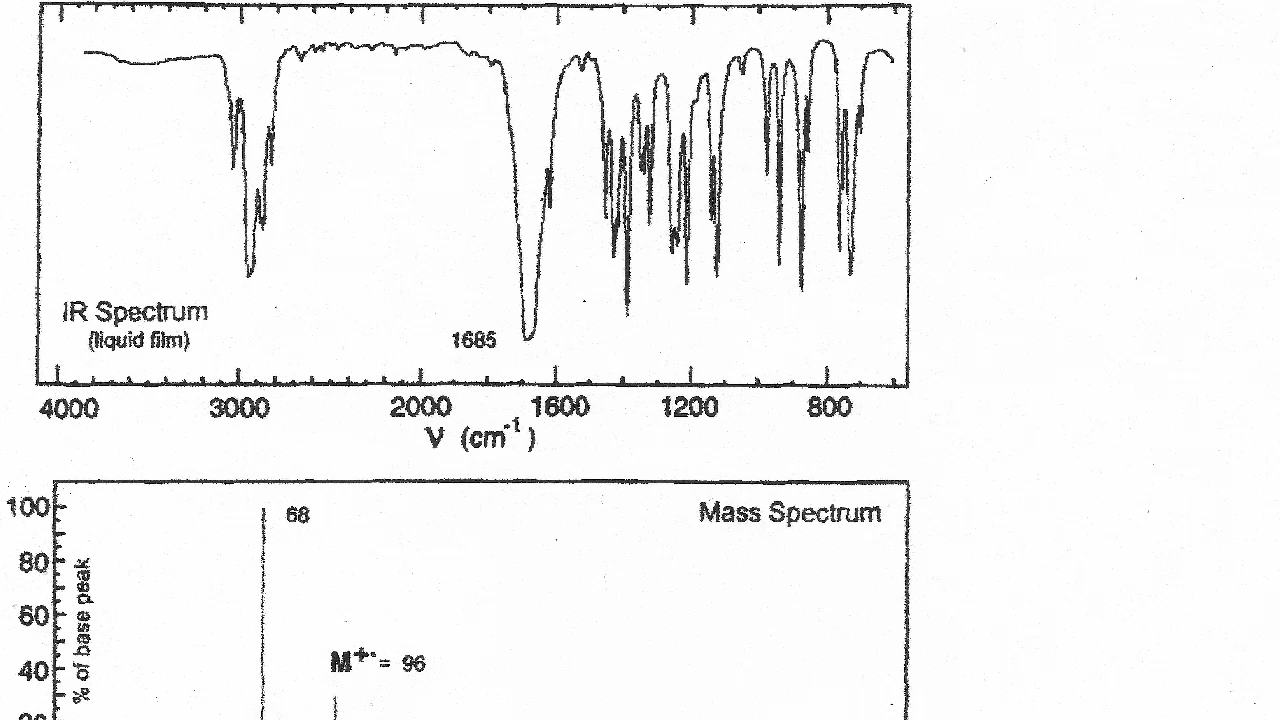 IR Spectrum
(liquid film)
1685
4000 3000 2000 1600 1200 800
V (cm-1)
100
68
Mass Spectrum
80
60
40
% of base peak
M+· = 96